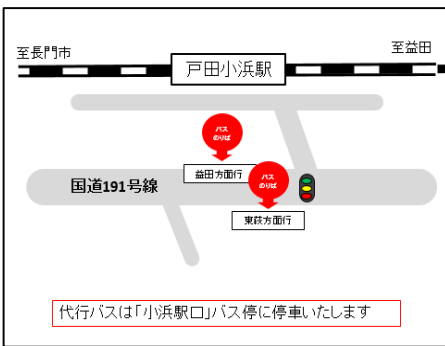 至長門市
至益田
戸田小浜駅
バス
のりば
益田方面行
国道191号線
バス
のりば
東萩方面行
代行バスは「小浜駅口」バス停に停車いたします